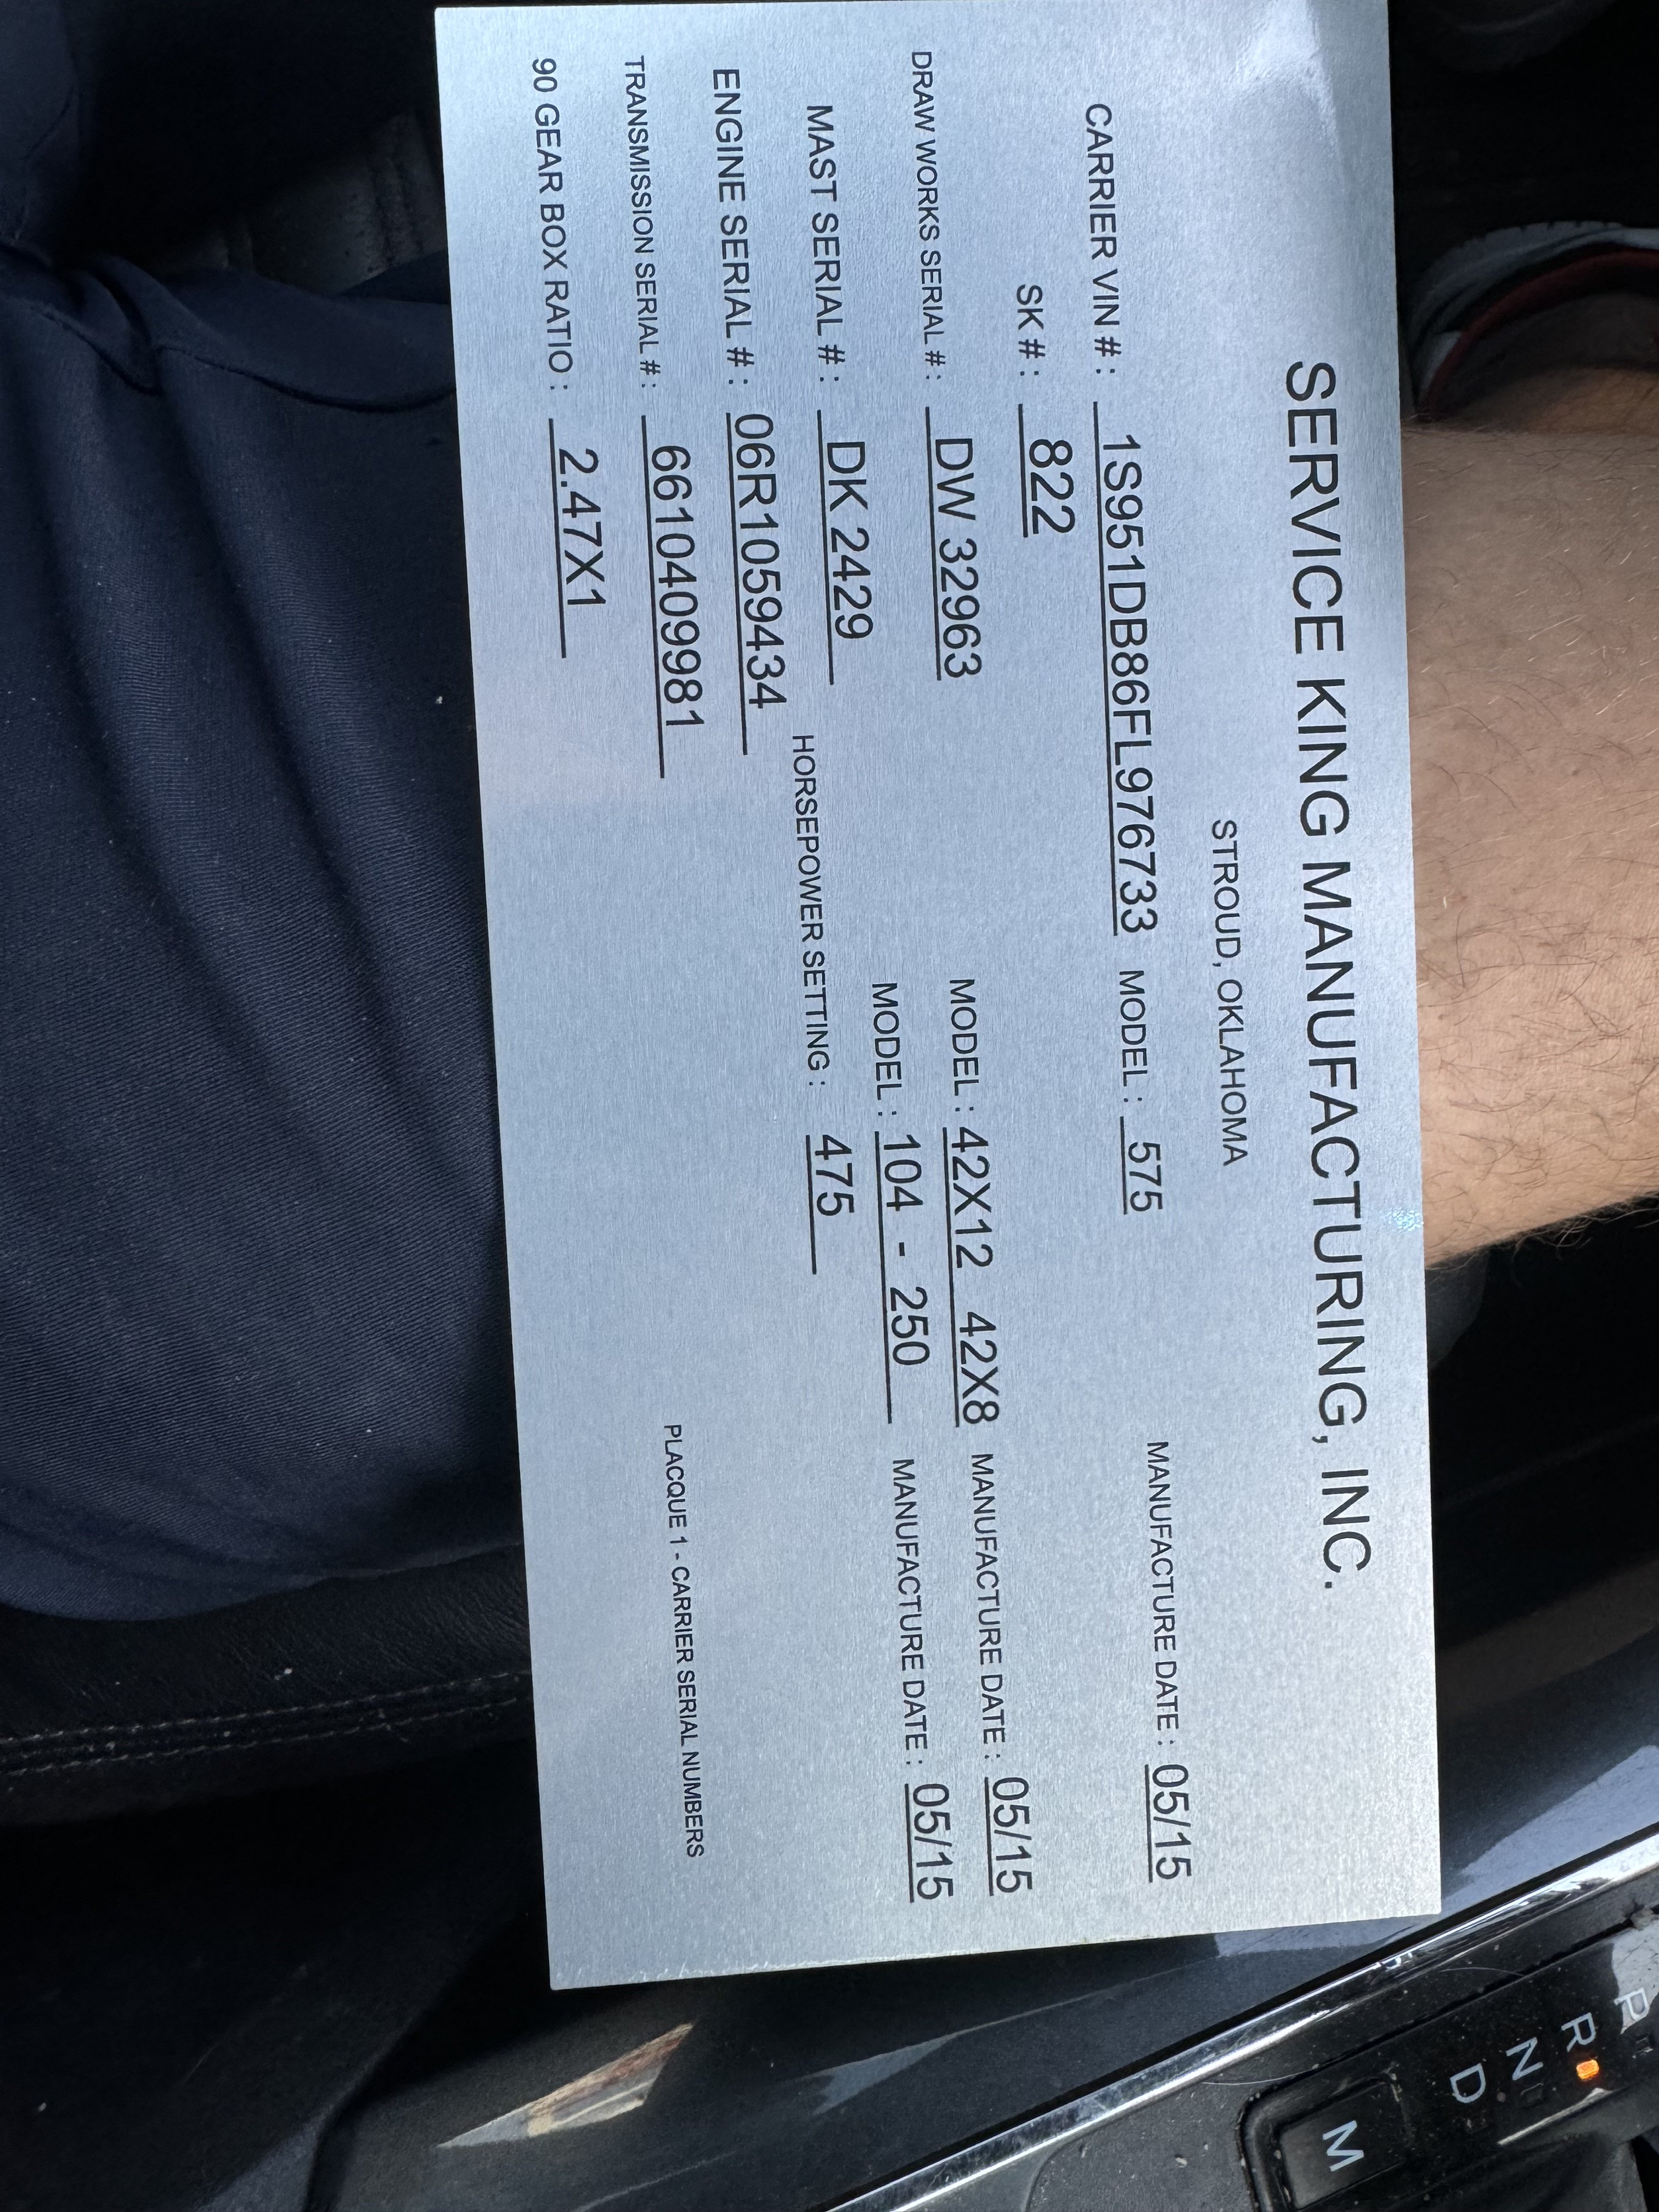 SERVICE KING MANUFACTURING, INC.
STROUD, OKLAHOMA
CARRIER VIN # : 1S951DB86FL976733 MODEL : 575 MANUFACTURE DATE : 05/15
SK # : 822
DRAW WORKS SERIAL # : DW 32963 MODEL : 42X12 42X8 MANUFACTURE DATE : 05/15
MAST SERIAL # : DK 2429 MODEL : 104 - 250 MANUFACTURE DATE : 05/15
ENGINE SERIAL # : 06R1059434 HORSEPOWER SETTING : 475
TRANSMISSION SERIAL # : 6610409981
90 GEAR BOX RATIO : 2.47X1
PLACQUE 1 - CARRIER SERIAL NUMBERS
P
R
N
D
M